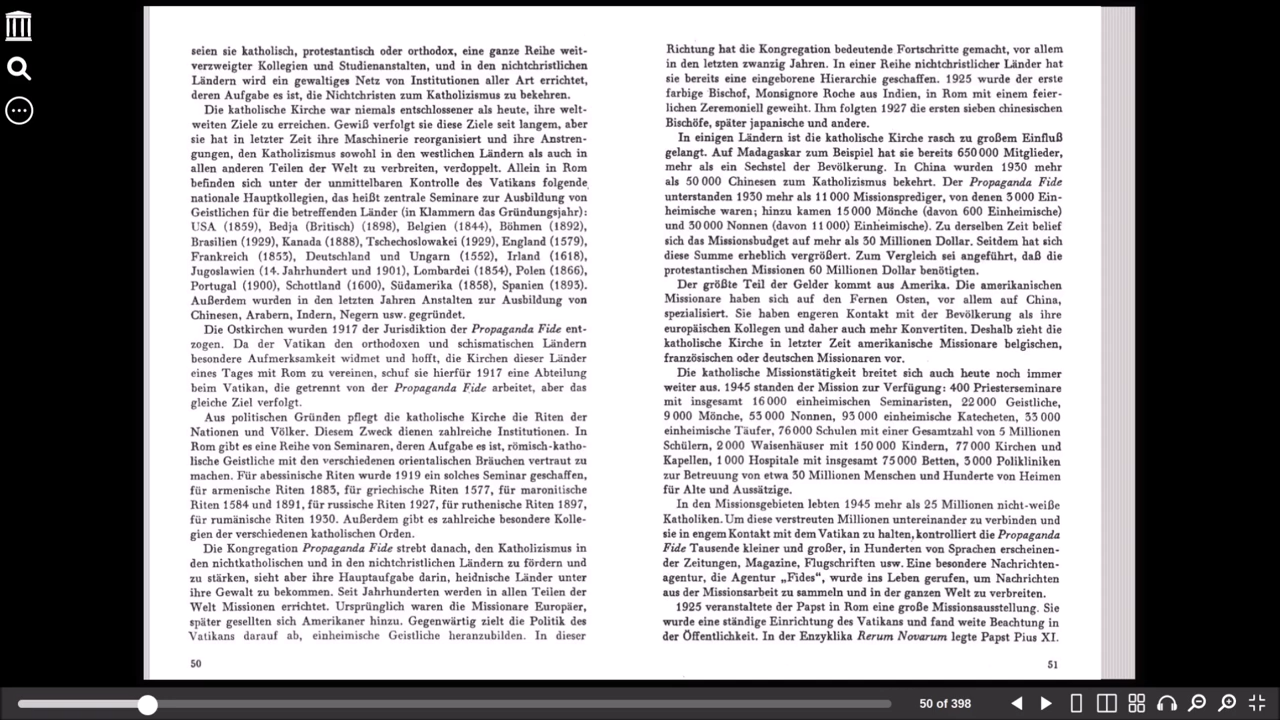 seien sie katholisch, protestantisch oder orthodox, eine ganze Reihe weit-
verzweigter Kollegien und Studienanstalten, und in den nichtchristlichen
Ländern wird ein gewaltiges Netz von Institutionen aller Art errichtet,
deren Aufgabe es ist, die Nichtchristen zum Katholizismus zu bekehren.
Die katholische Kirche war niemals entschlossener als heute, ihre welt-
weiten Ziele zu erreichen. Gewiß verfolgt sie diese Ziele seit langem, aber
sie hat in letzter Zeit ihre Maschinerie reorganisiert und ihre Anstren-
gungen, den Katholizismus sowohl in den westlichen Ländern als auch in
allen anderen Teilen der Welt zu verbreiten, verdoppelt. Allein in Rom
befinden sich unter der unmittelbaren Kontrolle des Vatikans folgende
nationale Hauptkollegien, das heißt zentrale Seminare zur Ausbildung von
Geistlichen für die betreffenden Länder (in Klammern das Gründungsjahr):
USA (1859), Bedja (Britisch) (1898), Belgien (1844), Böhmen (1892),
Brasilien (1929), Kanada (1888), Tschechoslowakei (1929), England (1579),
Frankreich (1853), Deutschland und Ungarn (1552), Irland (1618),
Jugoslawien (14. Jahrhundert und 1901), Lombardei (1854), Polen (1866),
Portugal (1900), Schottland (1600), Südamerika (1858), Spanien (1893).
Außerdem wurden in den letzten Jahren Anstalten zur Ausbildung von
Chinesen, Arabern, Indern, Negern usw. gegründet.
Die Ostkirchen wurden 1917 der Jurisdiktion der Propaganda Fide ent-
zogen. Da der Vatikan den orthodoxen und schismatischen Ländern
besondere Aufmerksamkeit widmet und hofft, die Kirchen dieser Länder
eines Tages mit Rom zu vereinen, schuf sie hierfür 1917 eine Abteilung
beim Vatikan, die getrennt von der Propaganda Fide arbeitet, aber das
gleiche Ziel verfolgt.
Aus politischen Gründen pflegt die katholische Kirche die Riten der
Nationen und Völker. Diesem Zweck dienen zahlreiche Institutionen. In
Rom gibt es eine Reihe von Seminaren, deren Aufgabe es ist, römisch-katho-
lische Geistliche mit den verschiedenen orientalischen Bräuchen vertraut zu
machen. Für abessinische Riten wurde 1919 ein solches Seminar geschaffen,
für armenische Riten 1883, für griechische Riten 1577, für maronitische
Riten 1584 und 1891, für russische Riten 1927, für ruthenische Riten 1897,
für rumänische Riten 1930. Außerdem gibt es zahlreiche besondere Kolle-
gien der verschiedenen katholischen Orden.
Die Kongregation Propaganda Fide strebt danach, den Katholizismus in
den nichtkatholischen und in den nichtchristlichen Ländern zu fördern und
zu stärken, sieht aber ihre Hauptaufgabe darin, heidnische Länder unter
ihre Gewalt zu bekommen. Seit Jahrhunderten werden in allen Teilen der
Welt Missionen errichtet. Ursprünglich waren die Missionare Europäer,
später gesellten sich Amerikaner hinzu. Gegenwärtig zielt die Politik des
Vatikans darauf ab, einheimische Geistliche heranzubilden. In dieser
50
Richtung hat die Kongregation bedeutende Fortschritte gemacht, vor allem
in den letzten zwanzig Jahren. In einer Reihe nichtchristlicher Länder hat
sie bereits eine eingeborene Hierarchie geschaffen. 1925 wurde der erste
farbige Bischof, Monsignore Roche aus Indien, in Rom mit einem feier-
lichen Zeremoniell geweiht. Ihm folgten 1927 die ersten sieben chinesischen
Bischöfe, später japanische und andere.
In einigen Ländern ist die katholische Kirche rasch zu großem Einfluß
gelangt. Auf Madagaskar zum Beispiel hat sie bereits 650 000 Mitglieder,
mehr als ein Sechstel der Bevölkerung. In China wurden 1930 mehr
als 50 000 Chinesen zum Katholizismus bekehrt. Der Propaganda Fide
unterstanden 1930 mehr als 11 000 Missionsprediger, von denen 3 000 Ein-
heimische waren; hinzu kamen 15 000 Mönche (davon 600 Einheimische)
und 30 000 Nonnen (davon 11 000) Einheimische). Zu derselben Zeit belief
sich das Missionsbudget auf mehr als 30 Millionen Dollar. Seitdem hat sich
diese Summe erheblich vergrößert. Zum Vergleich sei angeführt, daß die
protestantischen Missionen 60 Millionen Dollar benötigten.
Der größte Teil der Gelder kommt aus Amerika. Die amerikanischen
Missionare haben sich auf den Fernen Osten, vor allem auf China,
spezialisiert. Sie haben engeren Kontakt mit der Bevölkerung als ihre
europäischen Kollegen und daher auch mehr Konvertiten. Deshalb zieht die
katholische Kirche in letzter Zeit amerikanische Missionare belgischen,
französischen oder deutschen Missionaren vor.
Die katholische Missionstätigkeit breitet sich auch heute noch immer
weiter aus. 1945 standen der Mission zur Verfügung: 400 Priesterseminare
mit insgesamt 16 000 einheimischen Seminaristen, 22 000 Geistliche,
9 000 Mönche, 53 000 Nonnen, 93 000 einheimische Katecheten, 33 000
einheimische Täufer, 76 000 Schulen mit einer Gesamtzahl von 5 Millionen
Schülern, 2 000 Waisenhäuser mit 150 000 Kindern, 77 000 Kirchen und
Kapellen, 1 000 Hospitale mit insgesamt 75 000 Betten, 3 000 Polikliniken
zur Betreuung von etwa 30 Millionen Menschen und Hunderte von Heimen
für Alte und Aussätzige.
In den Missionsgebieten lebten 1945 mehr als 25 Millionen nicht-weiße
Katholiken. Um diese verstreuten Millionen untereinander zu verbinden und
sie in engem Kontakt mit dem Vatikan zu halten, kontrolliert die Propaganda
Fide Tausende kleiner und großer, in Hunderten von Sprachen erscheinen-
der Zeitungen, Magazine, Flugschriften usw. Eine besondere Nachrichten-
agentur, die Agentur „Fides“, wurde ins Leben gerufen, um Nachrichten
aus der Missionsarbeit zu sammeln und in der ganzen Welt zu verbreiten.
1925 veranstaltete der Papst in Rom eine große Missionsausstellung. Sie
wurde eine ständige Einrichtung des Vatikans und fand weite Beachtung in
der Öffentlichkeit. In der Enzyklika Rerum Novarum legte Papst Pius XI.
51
50 of 398